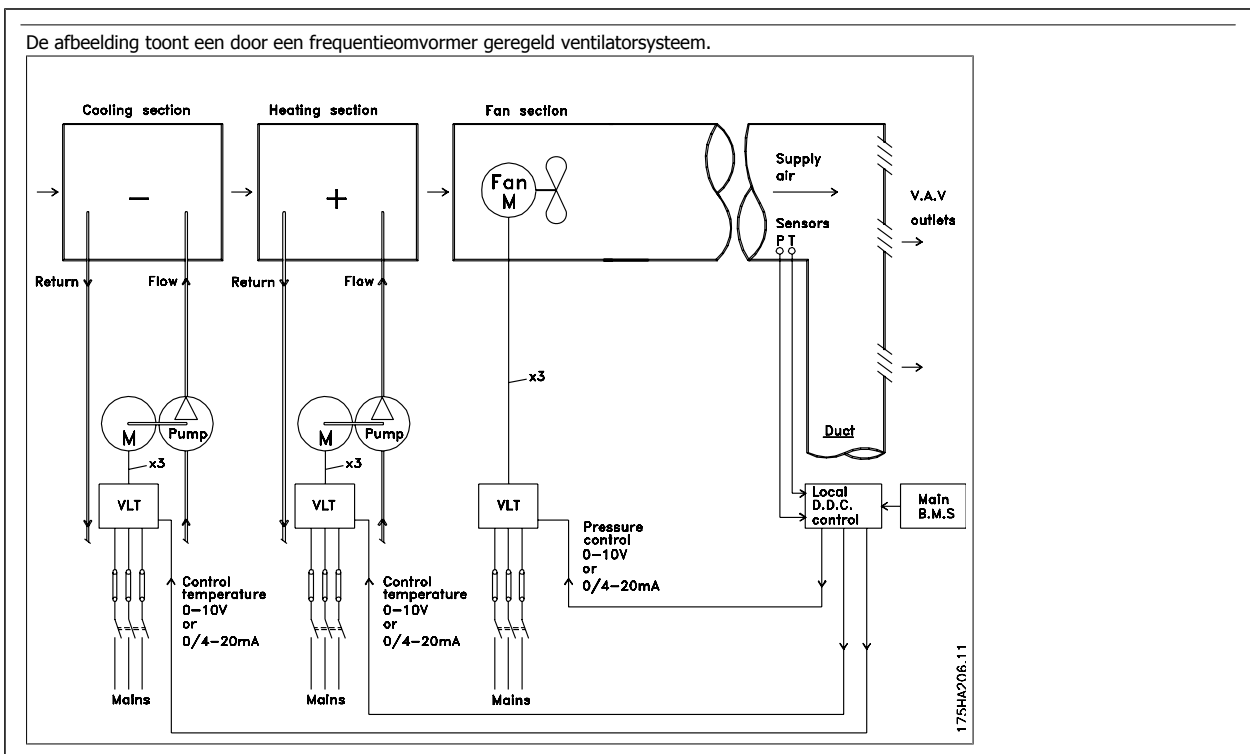 De afbeelding toont een door een frequentieomvormer geregeld ventilatorsysteem.
Cooling section
Heating section
Fan section
Fan
M
Supply
air
Sensors
P T
V.A.V
outlets
Return
Flow
Return
Flow
x3
M
Pump
M
Pump
Duct
x3
x3
VLT
VLT
VLT
Local
D.D.C.
control
Main
B.M.S
Pressure
control
0-10V
or
0/4-20mA
Control
temperature
0-10V
or
0/4-20mA
Control
temperature
0-10V
or
0/4-20mA
Mains
Mains
Mains
175HA206.11